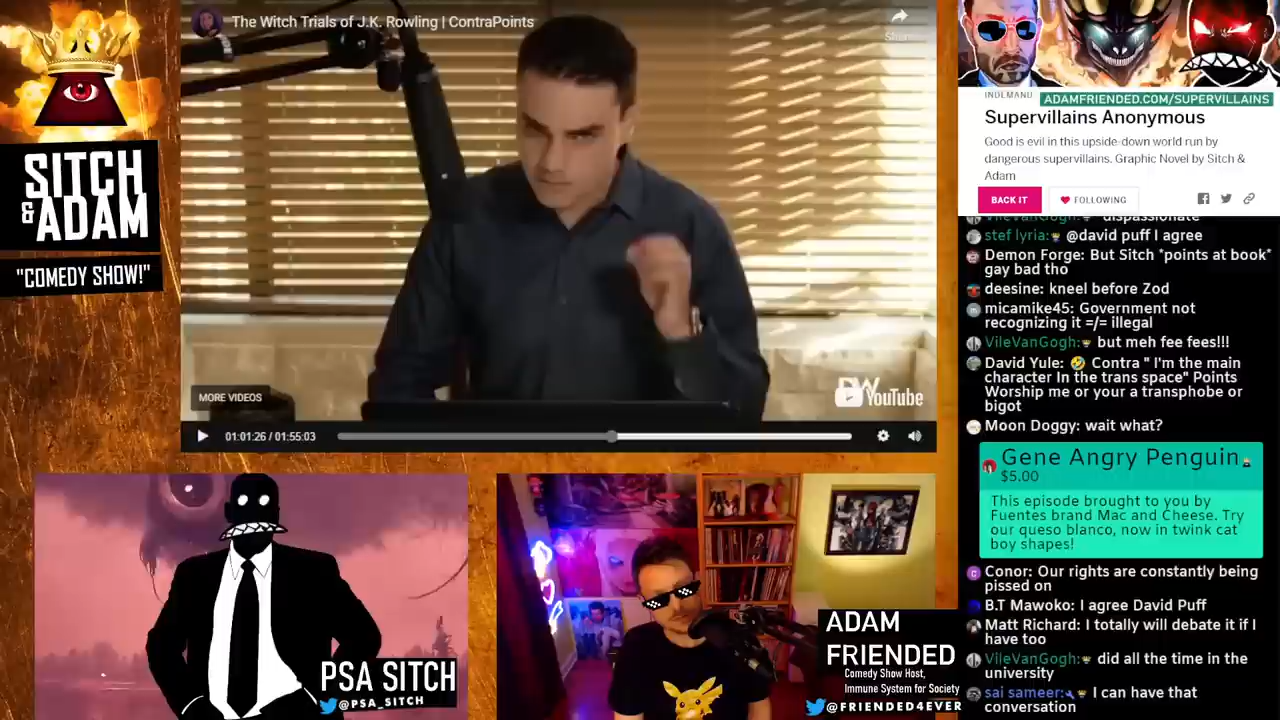 SITCH
& ADAM
"COMEDY SHOW!"
The Witch Trials of J.K. Rowling | ContraPoints
Share
MORE VIDEOS
DW
YouTube
01:01:26 / 01:55:03
PSA SITCH
@PSA_SITCH
ADAM
FRIENDED
Comedy Show Host,
Immune System for Society
@FRIENDED4EVER
INDEMAND
ADAMFRIENDED.COM/SUPERVILLAINS
Supervillains Anonymous
Good is evil in this upside-down world run by
dangerous supervillains. Graphic Novel by Sitch &
Adam
BACK IT
FOLLOWING
VileVanGogh: dispassionate
stef lyria: @david puff I agree
Demon Forge: But Sitch *points at book*
gay bad tho
deesine: kneel before Zod
micamike45: Government not
recognizing it =/= illegal
VileVanGogh: but meh fee fees!!!
David Yule: 🤣 Contra " I'm the main
character In the trans space" Points
Worship me or your a transphobe or
bigot
Moon Doggy: wait what?
Gene Angry Penguin
$5.00
This episode brought to you by
Fuentes brand Mac and Cheese. Try
our queso blanco, now in twink cat
boy shapes!
Conor: Our rights are constantly being
pissed on
B.T Mawoko: I agree David Puff
Matt Richard: I totally will debate it if I
have too
VileVanGogh: did all the time in the
university
sai sameer: I can have that
conversation